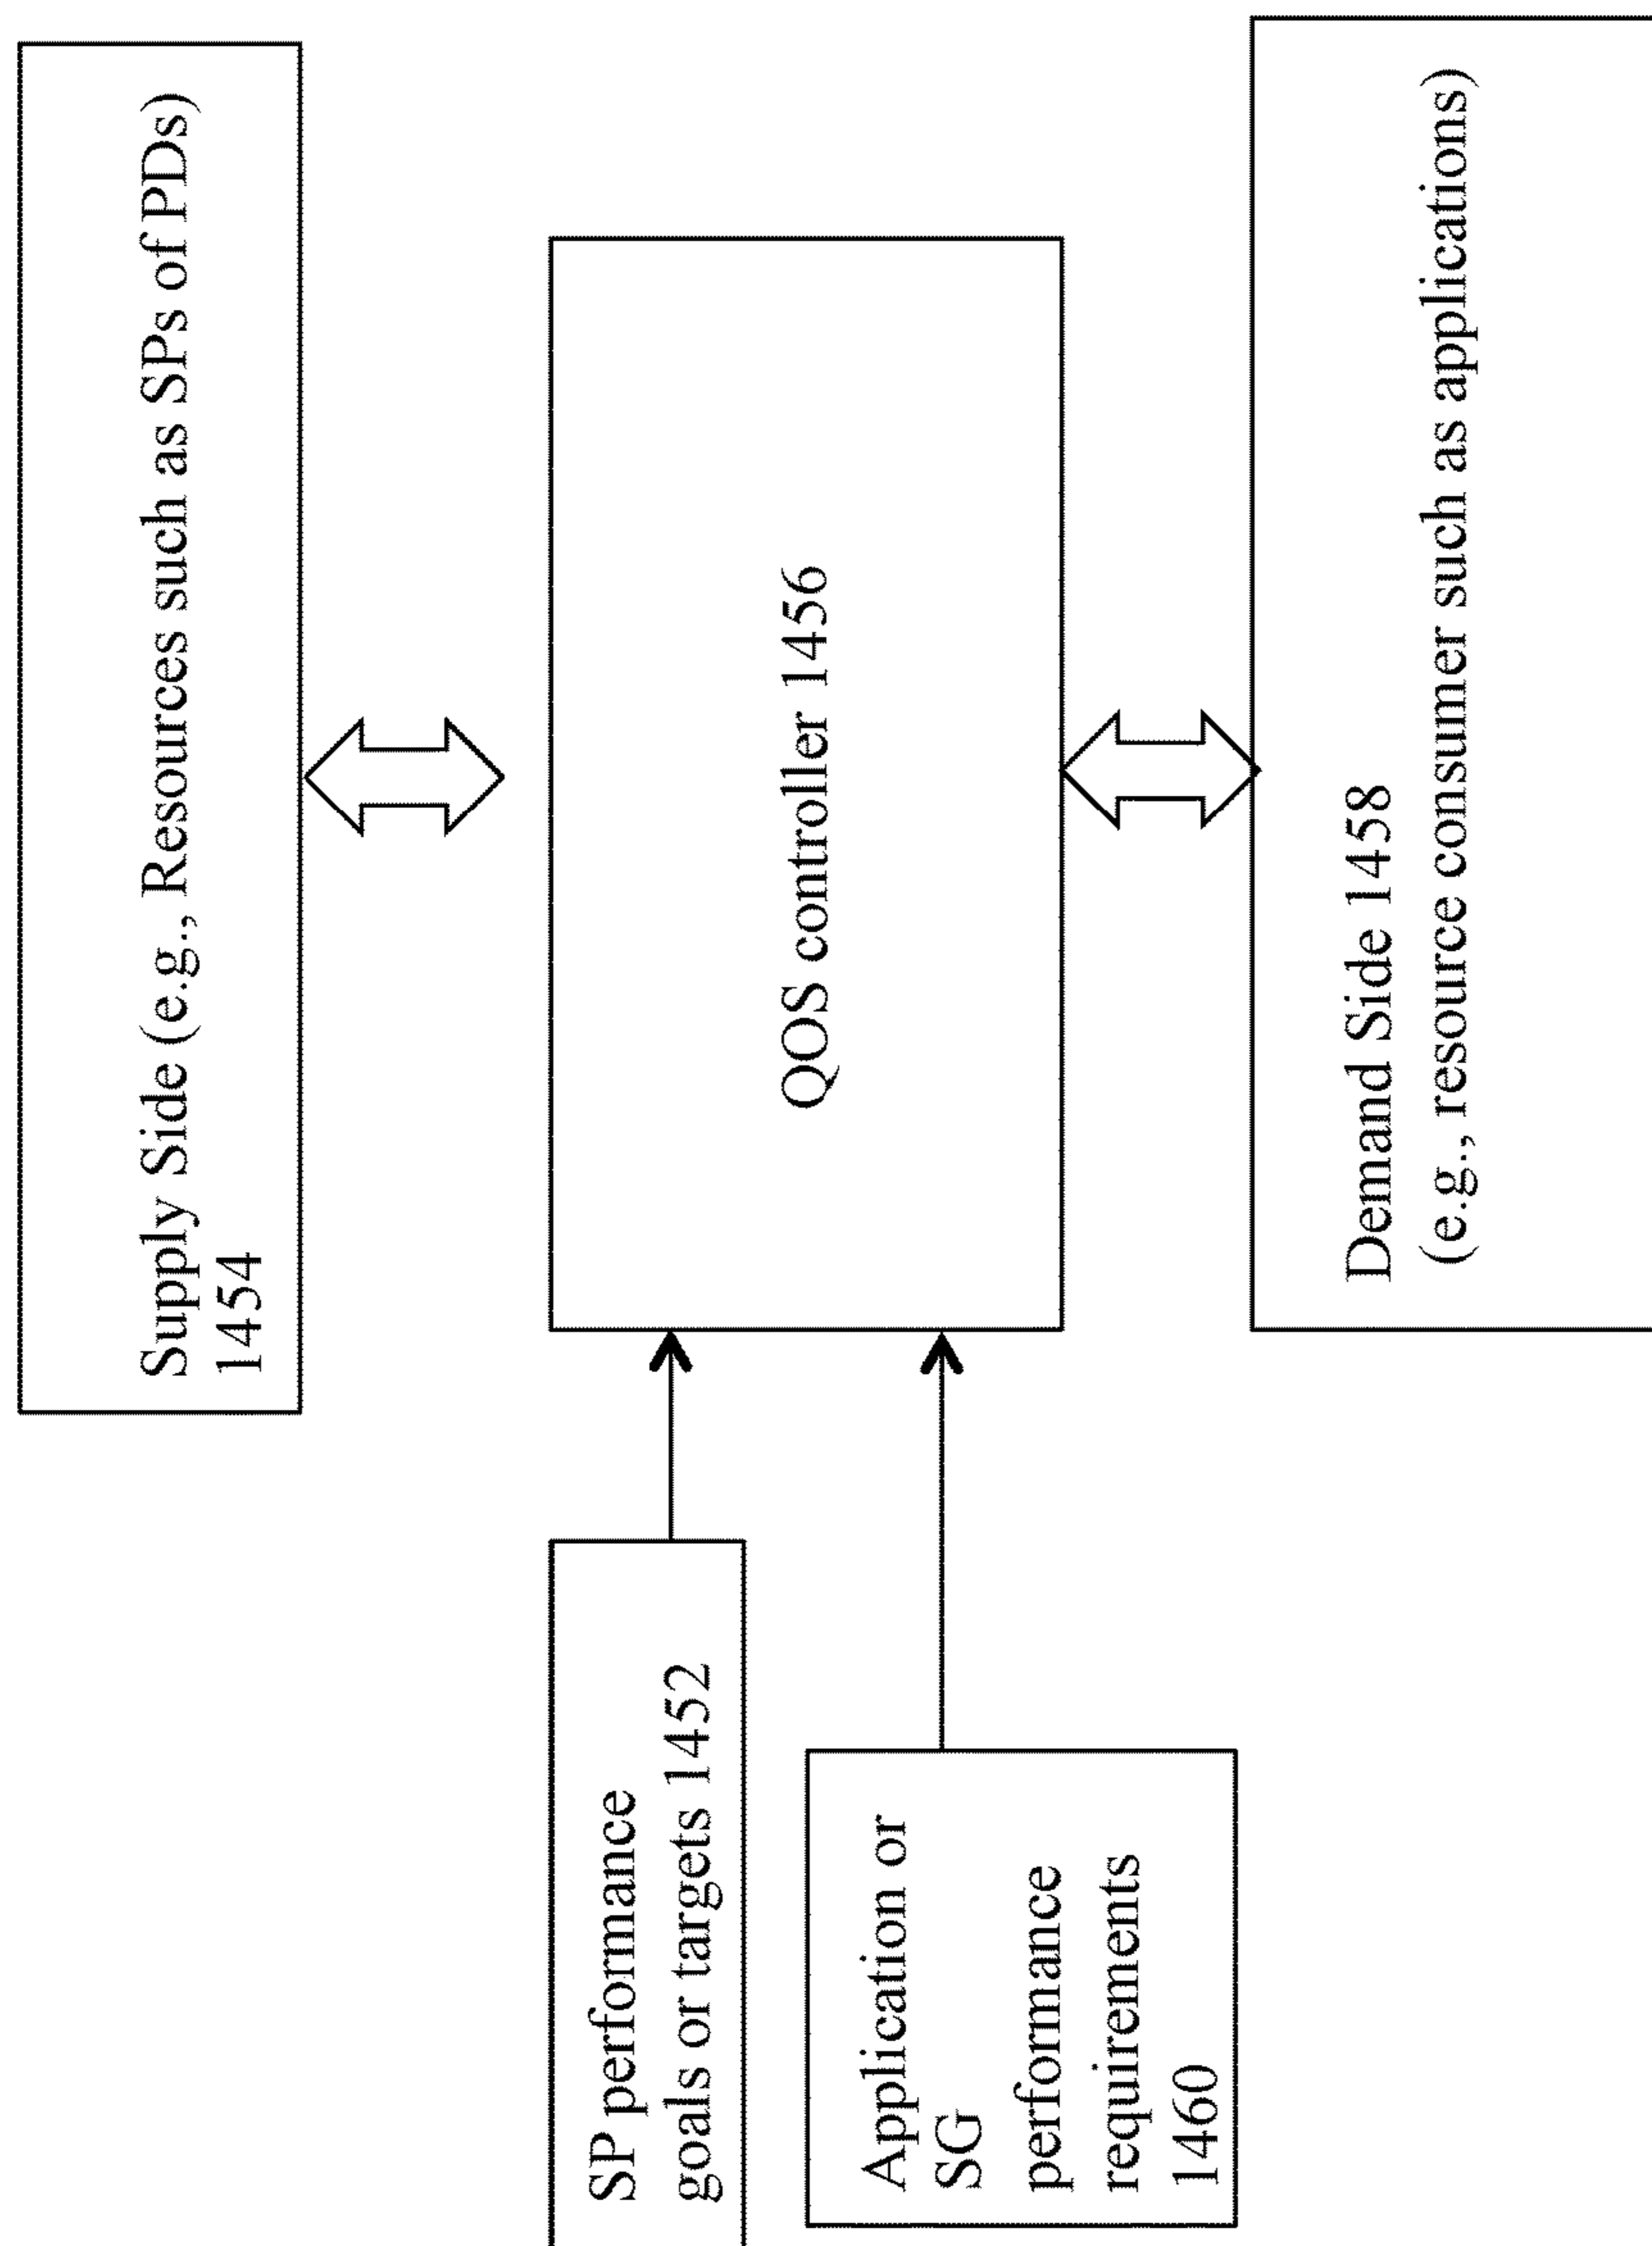 Supply Side (e.g., Resources such as SPs of PDs)
1454
SP performance
goals or targets 1452
QOS controller 1456
Application or
SG
performance
requirements
1460
Demand Side 1458
(e.g., resource consumer such as applications)